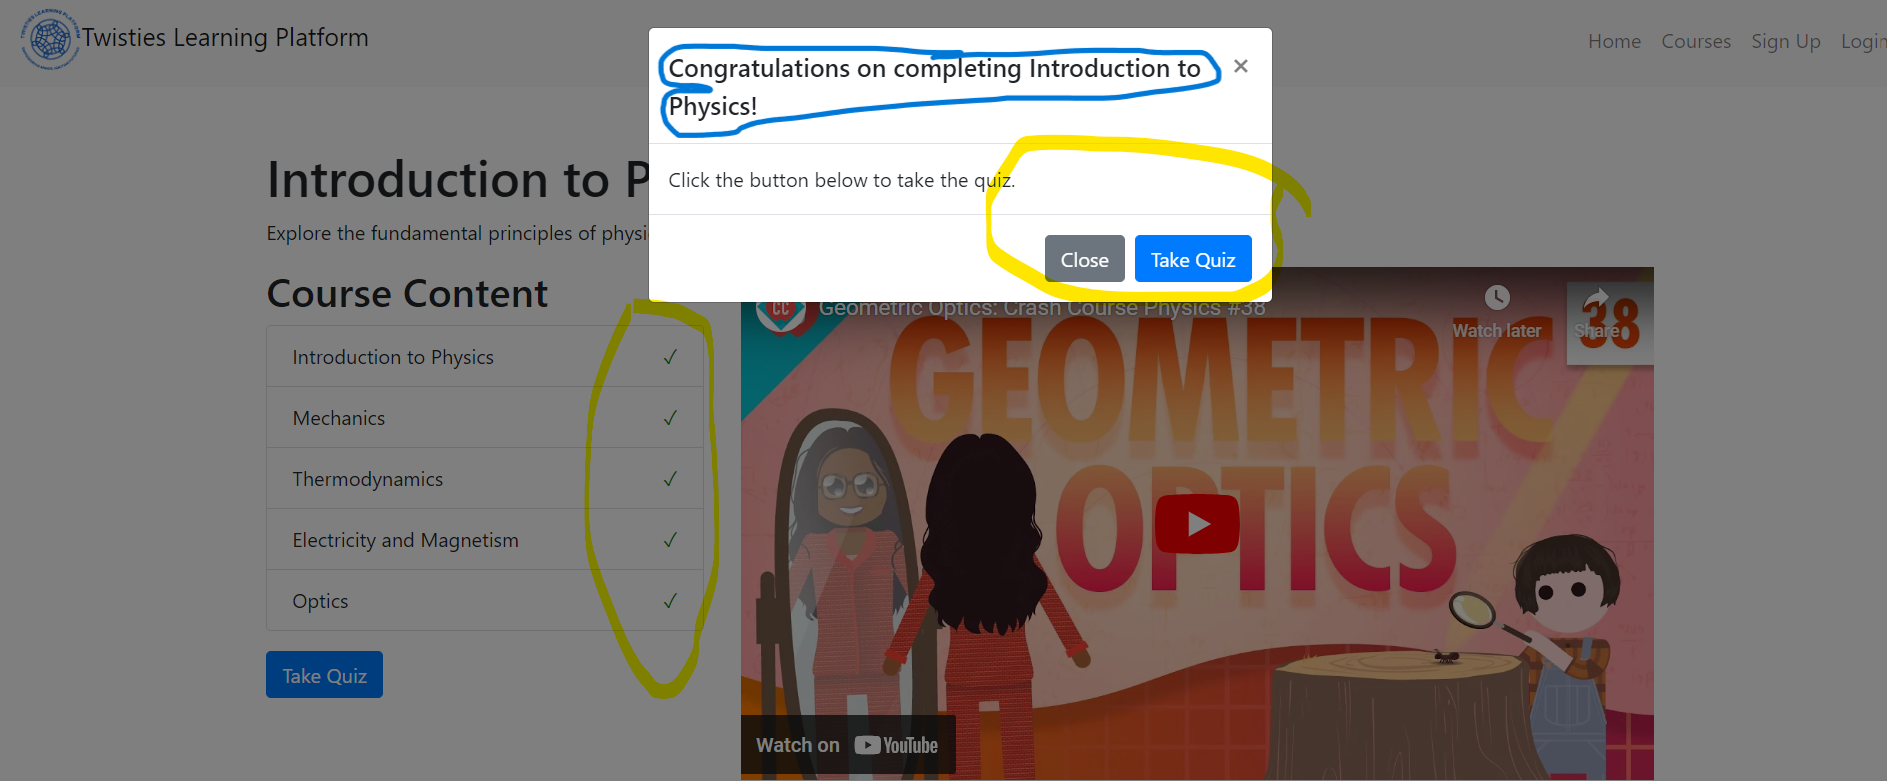 Twisties Learning Platform
Home Courses Sign Up Login
Congratulations on completing Introduction to
Physics!
×
Click the button below to take the quiz.
Close Take Quiz
Introduction to P
Explore the fundamental principles of physi
Course Content
Introduction to Physics ✓
Mechanics ✓
Thermodynamics ✓
Electricity and Magnetism ✓
Optics ✓
Take Quiz
CC
Geometric Optics: Crash Course Physics #38
Watch later
Share
38
GEOMETRIC
OPTICS
Watch on YouTube